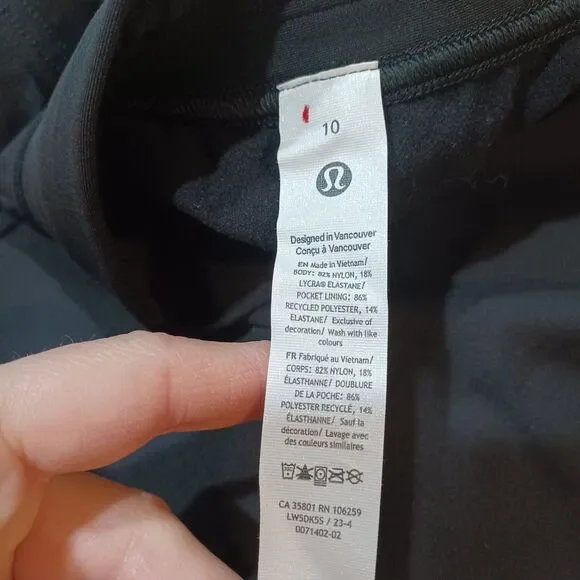 10
Designed in Vancouver
Conçu à Vancouver
EN Made in Vietnam/
BODY: 82% NYLON, 18%
LYCRA® ELASTANE/
POCKET LINING: 86%
RECYCLED POLYESTER, 14%
ELASTANE/ Exclusive of
decoration/ Wash with like
colours
FR Fabriqué au Vietnam/
CORPS: 82% NYLON, 18%
ÉLASTHANNE/ DOUBLURE
DE LA POCHE: 86%
POLYESTER RECYCLÉ, 14%
ÉLASTHANNE/ Sauf la
décoration/ Lavage avec
des couleurs similaires
CA 35801 RN 106259
LW5DK5S / 23-4
D071402-02